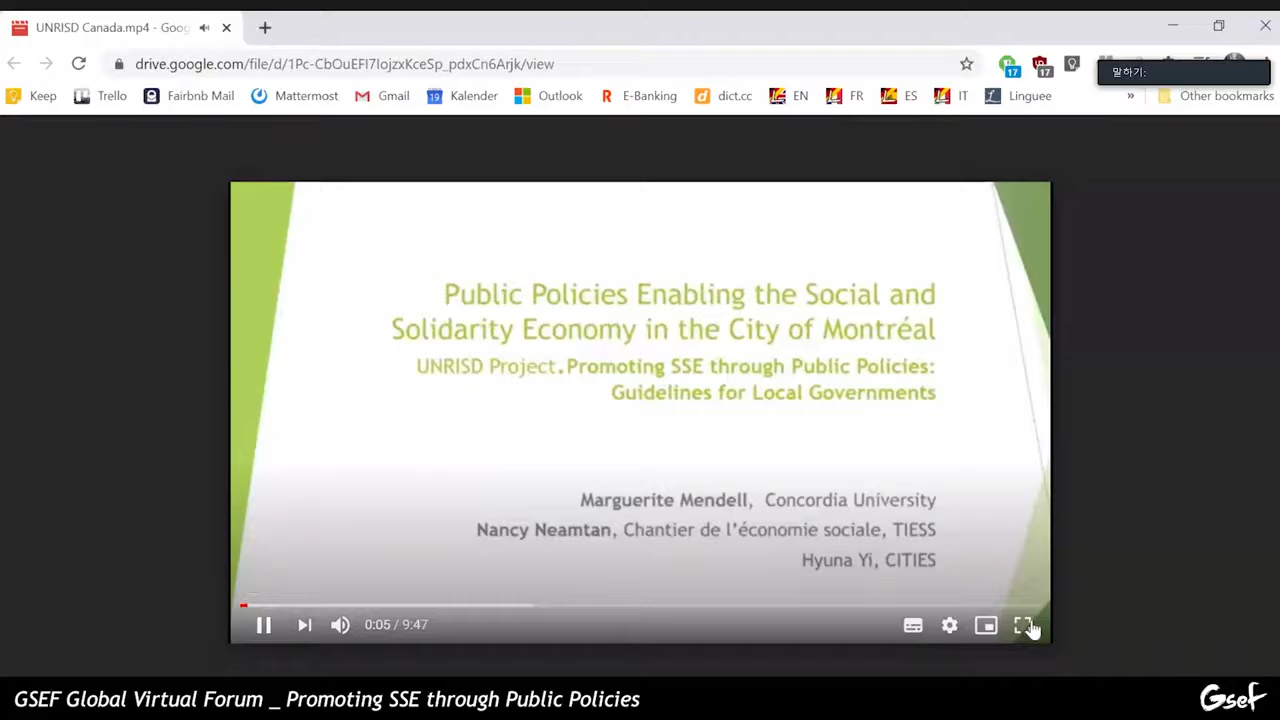 UNRISD Canada.mp4 - Goog
drive.google.com/file/d/1Pc-CbOuEFI7IojzxKceSp_pdxCn6Arjk/view
17
17
말하기:
Keep
Trello
Fairbnb Mail
Mattermost
Gmail
19
Kalender
Outlook
R
E-Banking
d
dict.cc
EN
FR
ES
IT
Linguee
»
Other bookmarks
Public Policies Enabling the Social and
Solidarity Economy in the City of Montréal
UNRISD Project. Promoting SSE through Public Policies:
Guidelines for Local Governments
Marguerite Mendell, Concordia University
Nancy Neamtan, Chantier de l'économie sociale, TIESS
Hyuna Yi, CITIES
0:05 / 9:47
GSEF Global Virtual Forum _ Promoting SSE through Public Policies
Gsef